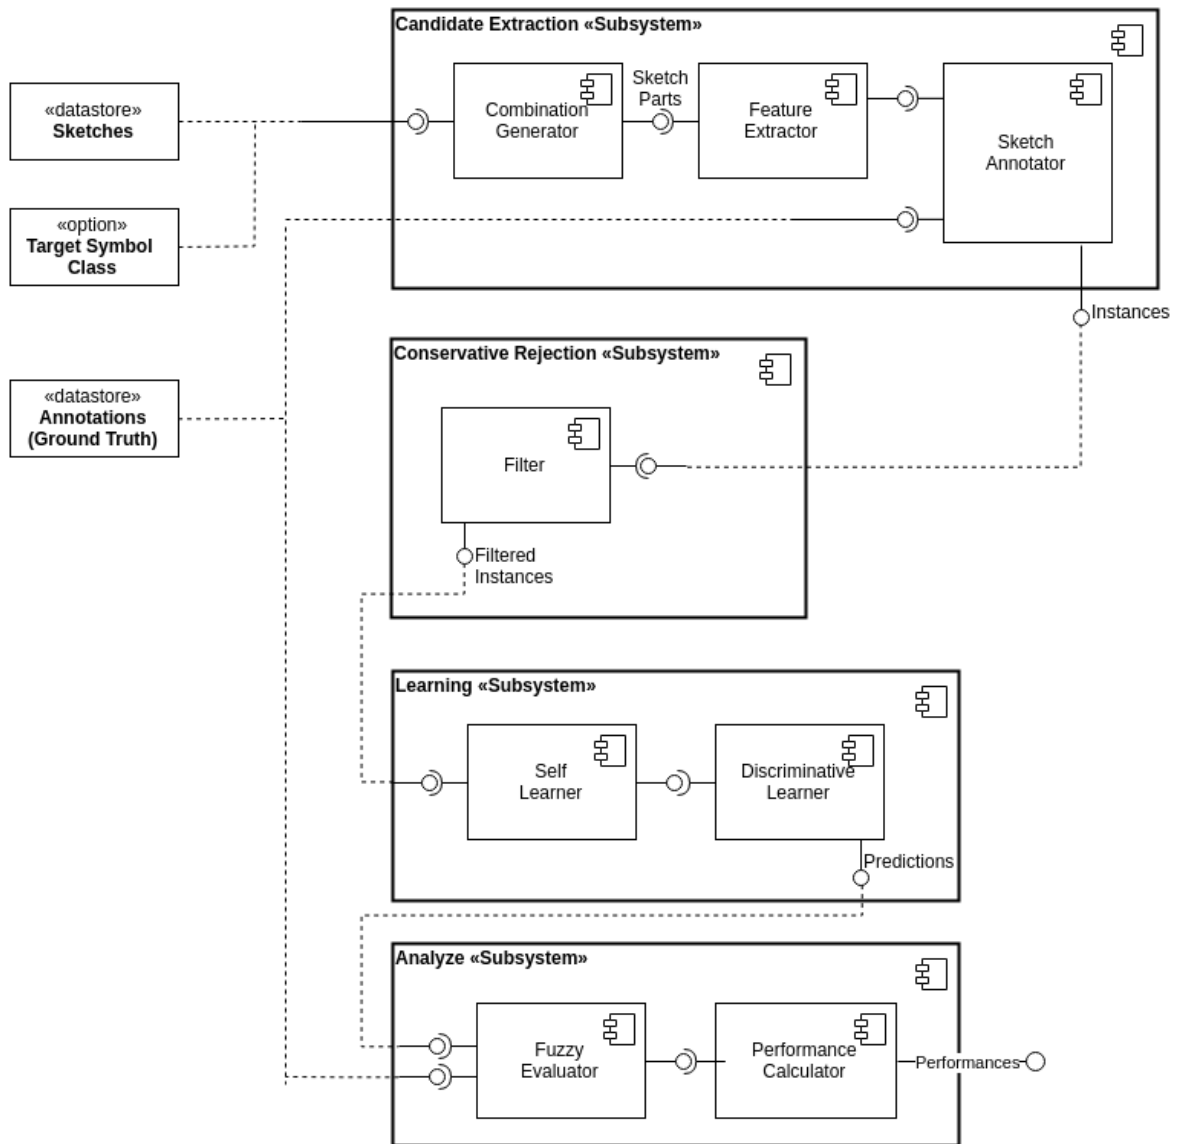 Candidate Extraction «Subsystem»
«datastore»
Sketches
Combination
Generator
Sketch
Parts
Feature
Extractor
Sketch
Annotator
«option»
Target Symbol
Class
Instances
Conservative Rejection «Subsystem»
«datastore»
Annotations
(Ground Truth)
Filter
Filtered
Instances
Learning «Subsystem»
Self
Learner
Discriminative
Learner
Predictions
Analyze «Subsystem»
Fuzzy
Evaluator
Performance
Calculator
Performances